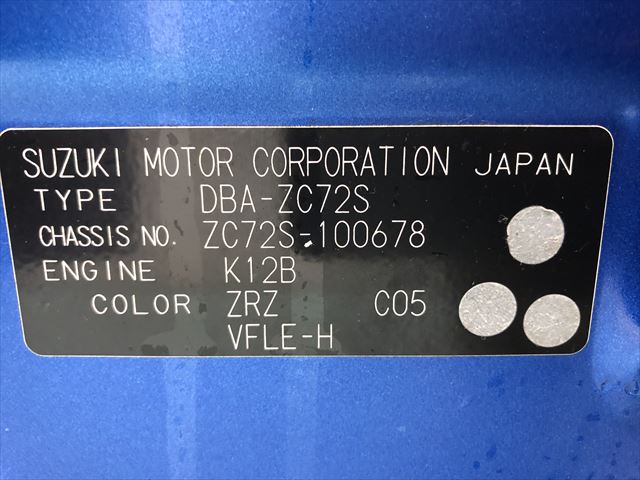 SUZUKI MOTOR CORPORATION JAPAN
TYPE DBA-ZC72S
CHASSIS NO. ZC72S-100678
ENGINE K12B
COLOR ZRZ C05
VFLE-H